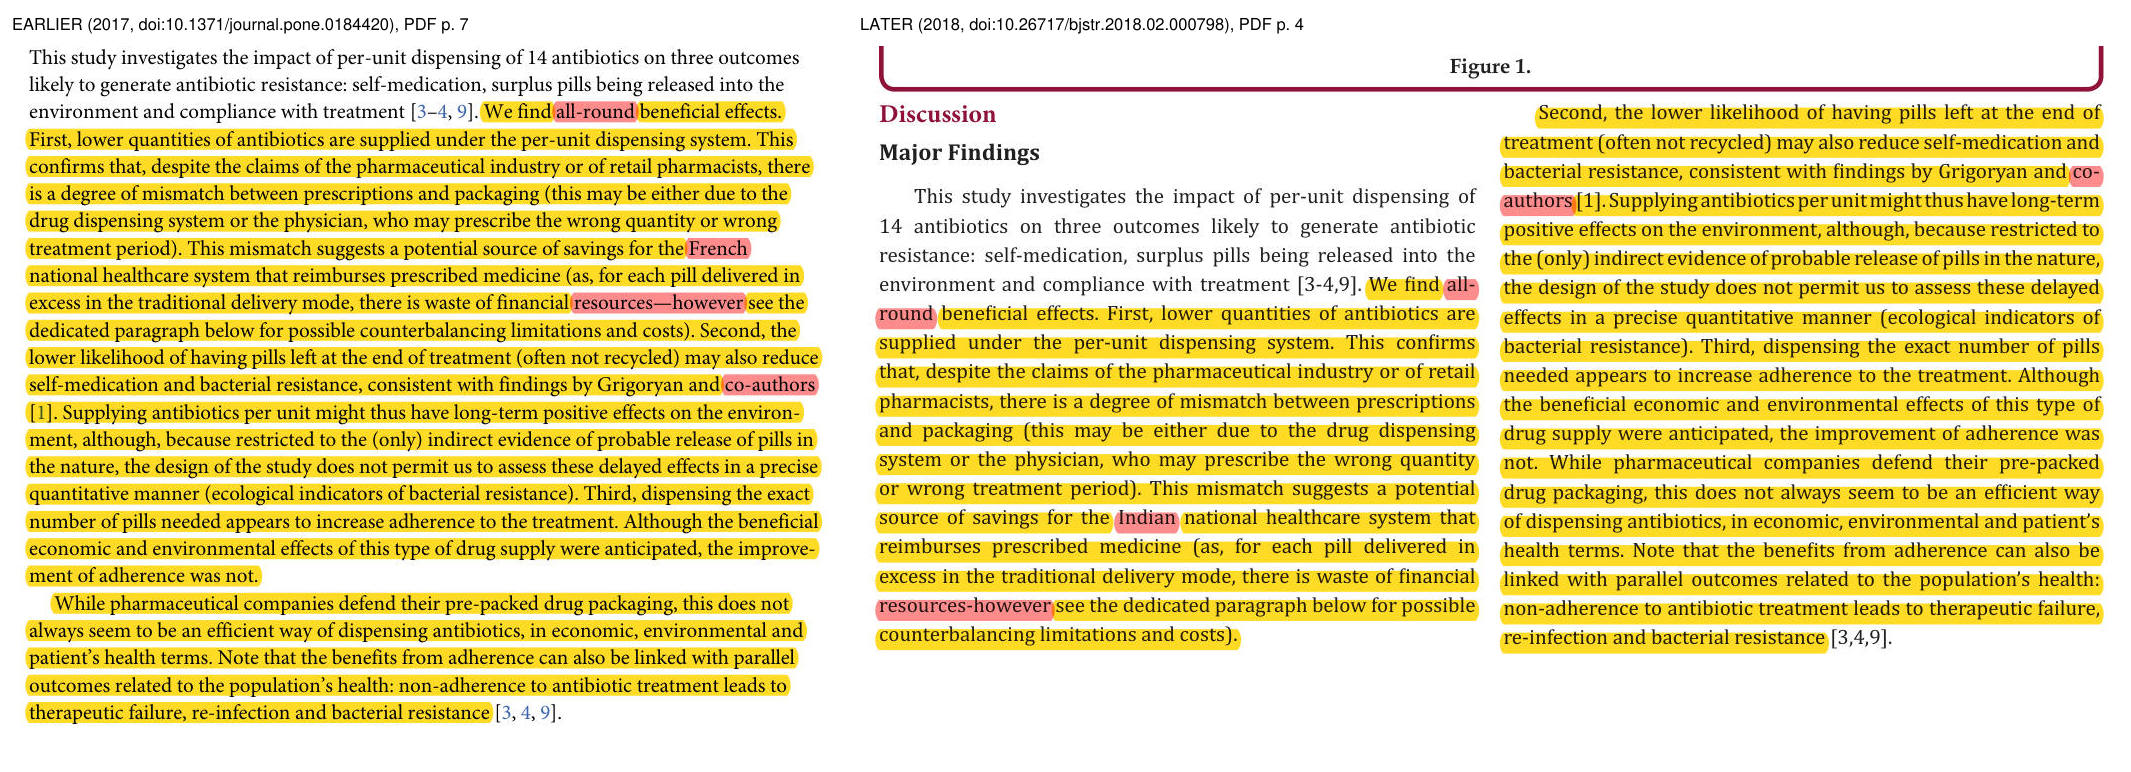 EARLIER (2017, doi:10.1371/journal.pone.0184420), PDF p. 7
This study investigates the impact of per-unit dispensing of 14 antibiotics on three outcomes
likely to generate antibiotic resistance: self-medication, surplus pills being released into the
environment and compliance with treatment [3–4, 9]. We find all-round beneficial effects.
First, lower quantities of antibiotics are supplied under the per-unit dispensing system. This
confirms that, despite the claims of the pharmaceutical industry or of retail pharmacists, there
is a degree of mismatch between prescriptions and packaging (this may be either due to the
drug dispensing system or the physician, who may prescribe the wrong quantity or wrong
treatment period). This mismatch suggests a potential source of savings for the French
national healthcare system that reimburses prescribed medicine (as, for each pill delivered in
excess in the traditional delivery mode, there is waste of financial resources—however see the
dedicated paragraph below for possible counterbalancing limitations and costs). Second, the
lower likelihood of having pills left at the end of treatment (often not recycled) may also reduce
self-medication and bacterial resistance, consistent with findings by Grigoryan and co-authors
[1]. Supplying antibiotics per unit might thus have long-term positive effects on the environ-
ment, although, because restricted to the (only) indirect evidence of probable release of pills in
the nature, the design of the study does not permit us to assess these delayed effects in a precise
quantitative manner (ecological indicators of bacterial resistance). Third, dispensing the exact
number of pills needed appears to increase adherence to the treatment. Although the beneficial
economic and environmental effects of this type of drug supply were anticipated, the improve-
ment of adherence was not.
While pharmaceutical companies defend their pre-packed drug packaging, this does not
always seem to be an efficient way of dispensing antibiotics, in economic, environmental and
patient's health terms. Note that the benefits from adherence can also be linked with parallel
outcomes related to the population's health: non-adherence to antibiotic treatment leads to
therapeutic failure, re-infection and bacterial resistance [3, 4, 9].
LATER (2018, doi:10.26717/bjstr.2018.02.000798), PDF p. 4
Figure 1.
Discussion
Major Findings
This study investigates the impact of per-unit dispensing of
14 antibiotics on three outcomes likely to generate antibiotic
resistance: self-medication, surplus pills being released into the
environment and compliance with treatment [3-4,9]. We find all-
round beneficial effects. First, lower quantities of antibiotics are
supplied under the per-unit dispensing system. This confirms
that, despite the claims of the pharmaceutical industry or of retail
pharmacists, there is a degree of mismatch between prescriptions
and packaging (this may be either due to the drug dispensing
system or the physician, who may prescribe the wrong quantity
or wrong treatment period). This mismatch suggests a potential
source of savings for the Indian national healthcare system that
reimburses prescribed medicine (as, for each pill delivered in
excess in the traditional delivery mode, there is waste of financial
resources-however see the dedicated paragraph below for possible
counterbalancing limitations and costs).
Second, the lower likelihood of having pills left at the end of
treatment (often not recycled) may also reduce self-medication and
bacterial resistance, consistent with findings by Grigoryan and co-
authors [1]. Supplying antibiotics per unit might thus have long-term
positive effects on the environment, although, because restricted to
the (only) indirect evidence of probable release of pills in the nature,
the design of the study does not permit us to assess these delayed
effects in a precise quantitative manner (ecological indicators of
bacterial resistance). Third, dispensing the exact number of pills
needed appears to increase adherence to the treatment. Although
the beneficial economic and environmental effects of this type of
drug supply were anticipated, the improvement of adherence was
not. While pharmaceutical companies defend their pre-packed
drug packaging, this does not always seem to be an efficient way
of dispensing antibiotics, in economic, environmental and patient's
health terms. Note that the benefits from adherence can also be
linked with parallel outcomes related to the population's health:
non-adherence to antibiotic treatment leads to therapeutic failure,
re-infection and bacterial resistance [3,4,9].